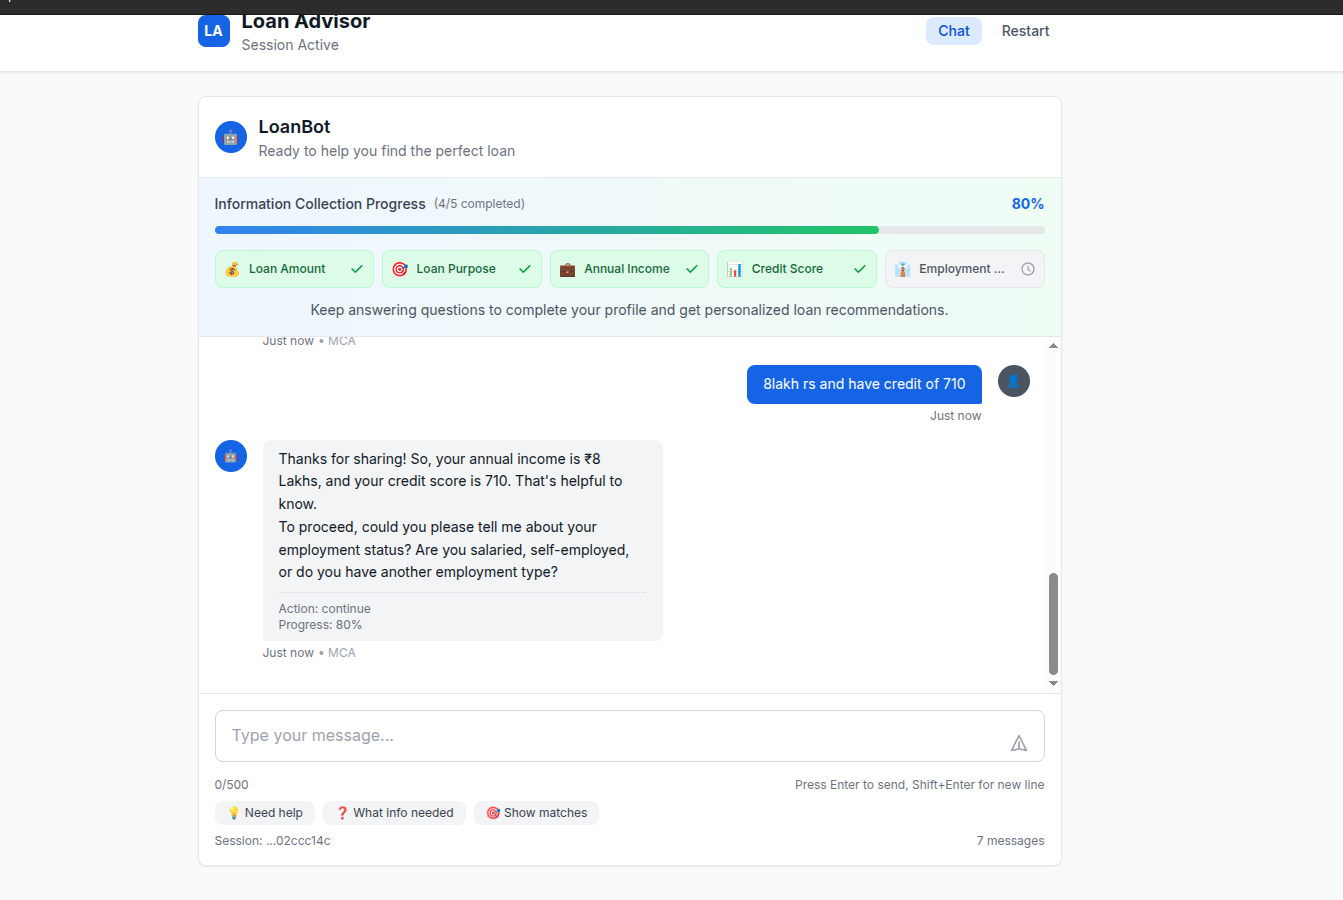 LA
Loan Advisor
Session Active
Chat
Restart
LoanBot
Ready to help you find the perfect loan
Information Collection Progress (4/5 completed)
80%
Loan Amount
Loan Purpose
Annual Income
Credit Score
Employment ...
Keep answering questions to complete your profile and get personalized loan recommendations.
Just now • MCA
8lakh rs and have credit of 710
Just now
Thanks for sharing! So, your annual income is ₹8
Lakhs, and your credit score is 710. That's helpful to
know.
To proceed, could you please tell me about your
employment status? Are you salaried, self-employed,
or do you have another employment type?
Action: continue
Progress: 80%
Just now • MCA
Type your message...
0/500
Press Enter to send, Shift+Enter for new line
Need help
What info needed
Show matches
Session: ...02ccc14c
7 messages